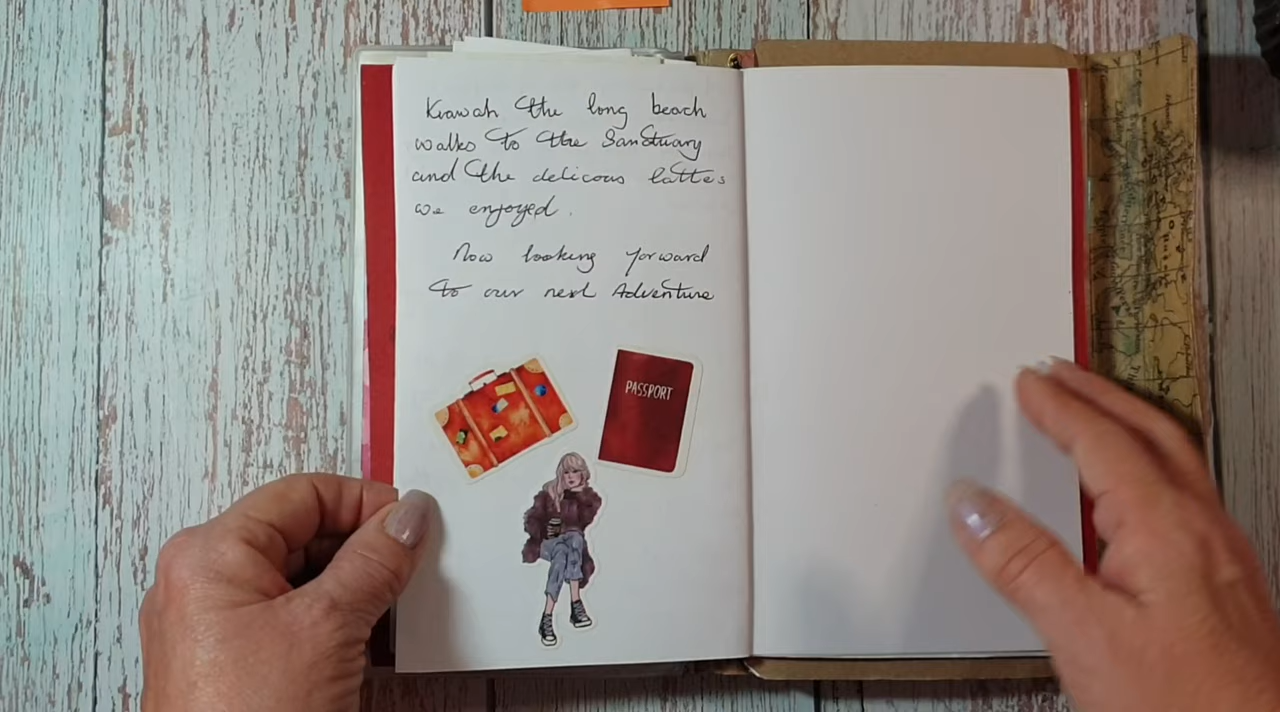 Kiawah the long beach
walks to the Sanctuary
and the delicous lattes
we enjoyed.
Now looking forward
to our next Adventure
PASSPORT